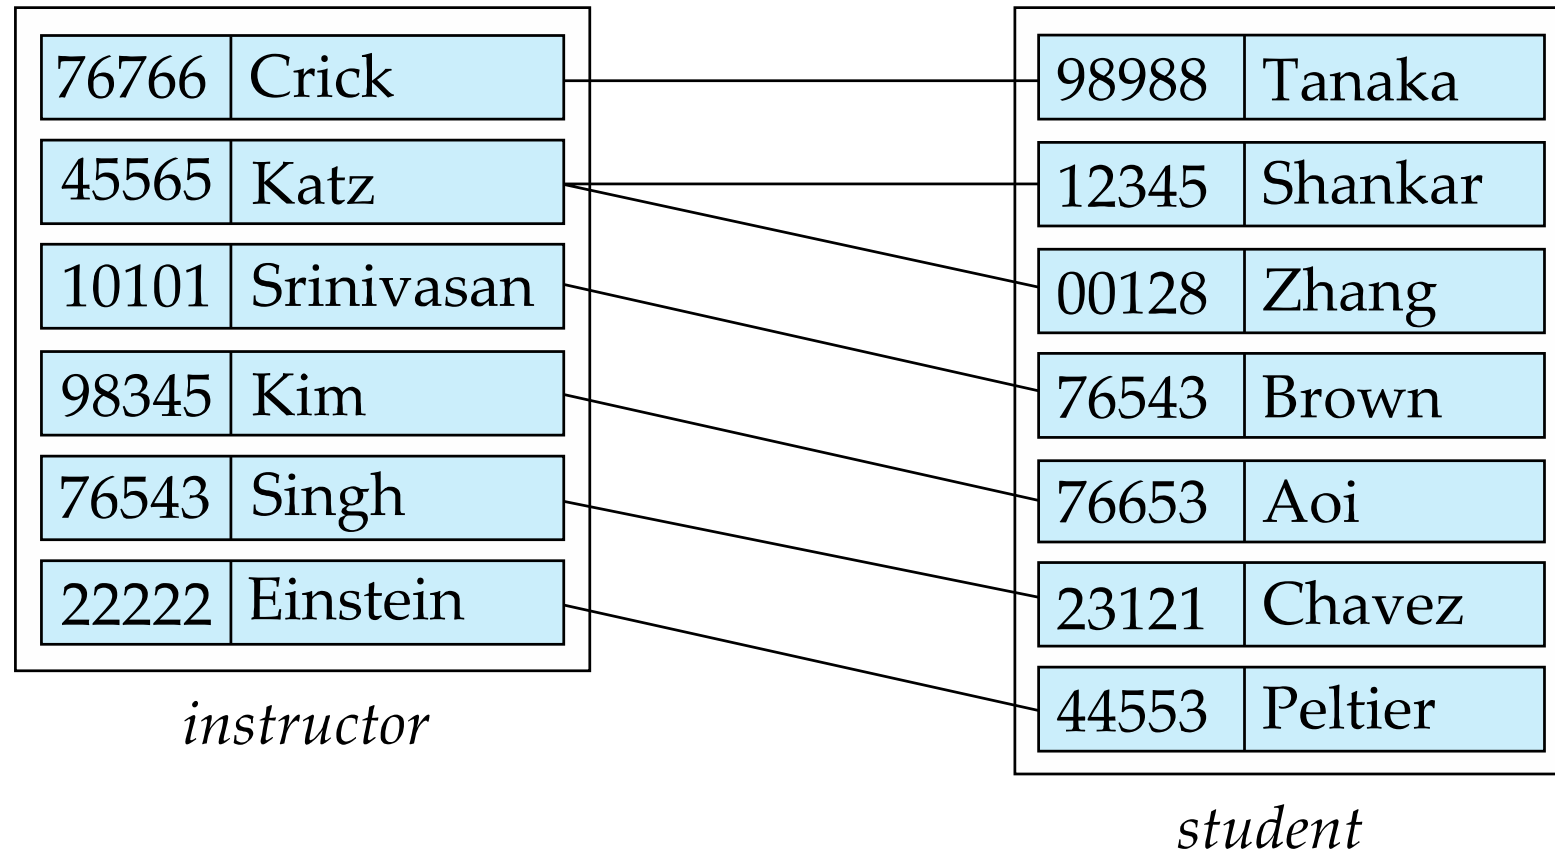 76766 Crick
45565 Katz
10101 Srinivasan
98345 Kim
76543 Singh
22222 Einstein
instructor
98988 Tanaka
12345 Shankar
00128 Zhang
76543 Brown
76653 Aoi
23121 Chavez
44553 Peltier
student